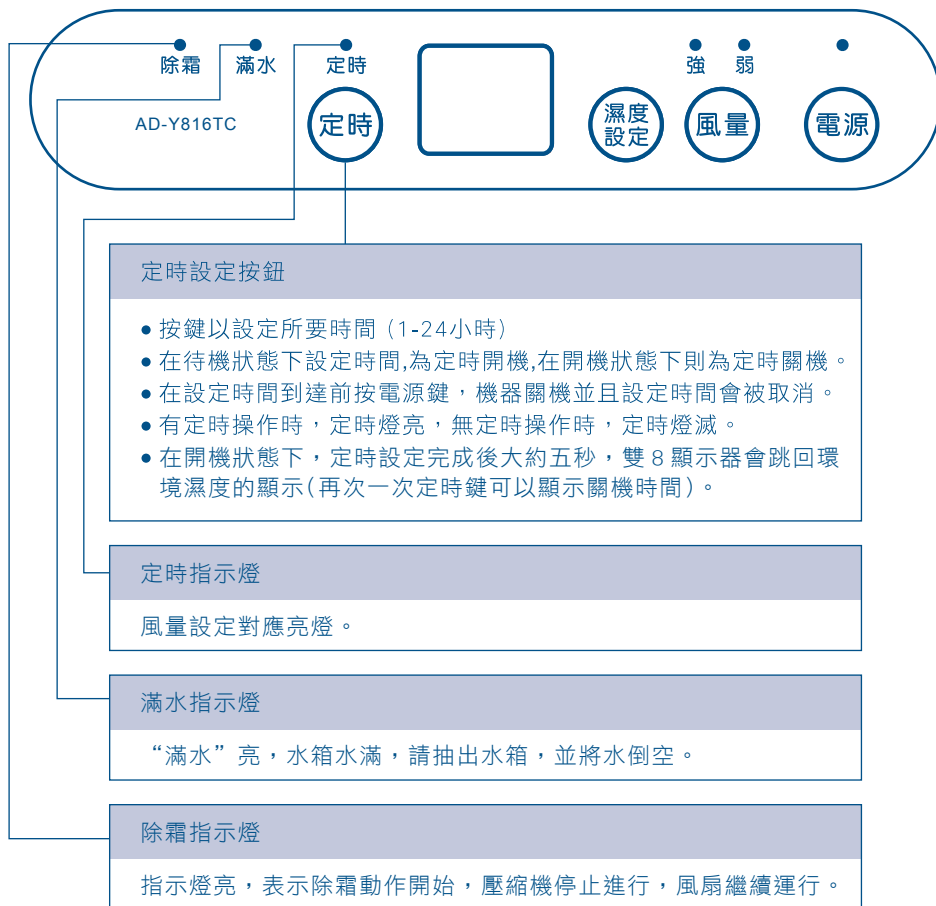 除霜 滿水 定時 強 弱
AD-Y816TC 定時 濕度 風量 電源
設定
定時設定按鈕
● 按鍵以設定所要時間 (1-24小時)
● 在待機狀態下設定時間,為定時開機,在開機狀態下則為定時關機。
● 在設定時間到達前按電源鍵，機器關機並且設定時間會被取消。
● 有定時操作時，定時燈亮，無定時操作時，定時燈滅。
● 在開機狀態下，定時設定完成後大約五秒，雙 8 顯示器會跳回環
境濕度的顯示(再次一次定時鍵可以顯示關機時間)。
定時指示燈
風量設定對應亮燈。
滿水指示燈
“滿水”亮，水箱水滿，請抽出水箱，並將水倒空。
除霜指示燈
指示燈亮，表示除霜動作開始，壓縮機停止進行，風扇繼續運行。